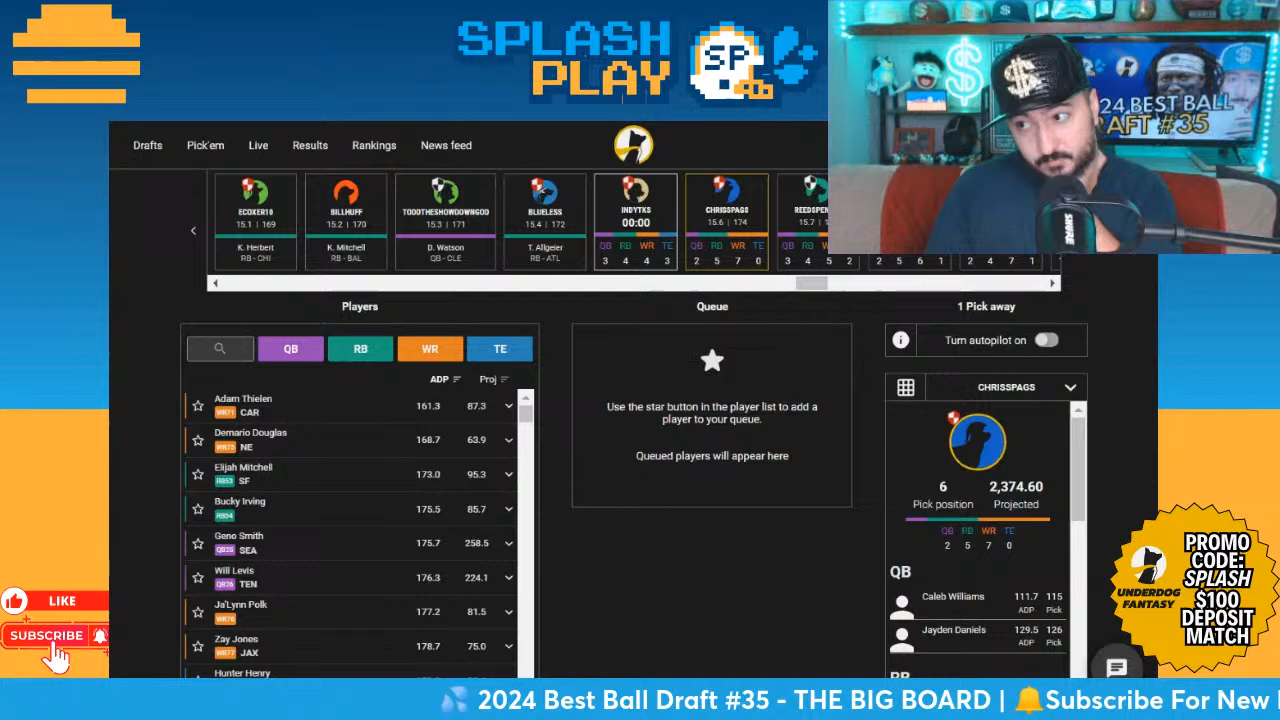 SPLASH
PLAY
SP
24 BEST BALL
AFT #35
Drafts
Pick'em
Live
Results
Rankings
News feed
ECOKER10
15.1 | 169
K. Herbert
RB - CHI
BILLHUFF
15.2 | 170
K. Mitchell
RB - BAL
TODDTHESHOWDOWNGOD
15.3 | 171
D. Watson
QB - CLE
BLUELESS
15.4 | 172
T. Allgeier
RB - ATL
INDYTKS
00:00
QB RB WR TE
3 4 4 3
CHRISSPAGS
15.6 | 174
QB RB WR TE
2 5 7 0
REEDSPEN
15.7 | 17
QB RB WR
3 4 5 2
2 5 6 1
2 4 7 1
Players
QB
RB
WR
TE
ADP
Proj
Adam Thielen
WR71 CAR
161.3
87.3
Demario Douglas
WR73 NE
168.7
63.9
Elijah Mitchell
RB53 SF
173.0
95.3
Bucky Irving
RB54
175.5
85.7
Geno Smith
QB25 SEA
175.7
258.5
Will Levis
QB26 TEN
176.3
224.1
Ja'Lynn Polk
WR76
177.2
81.5
Zay Jones
WR77 JAX
178.7
75.0
Hunter Henry
Queue
Use the star button in the player list to add a
player to your queue.
Queued players will appear here
1 Pick away
Turn autopilot on
CHRISSPAGS
6
Pick position
2,374.60
Projected
QB RB WR TE
2 5 7 0
QB
Caleb Williams
111.7
ADP
115
Pick
Jayden Daniels
129.5
ADP
126
Pick
RB
LIKE
SUBSCRIBE
SHURE
UNDERDOG
FANTASY
PROMO
CODE:
SPLASH
$100
DEPOSIT
MATCH
2024 Best Ball Draft #35 - THE BIG BOARD | 🔔Subscribe For New